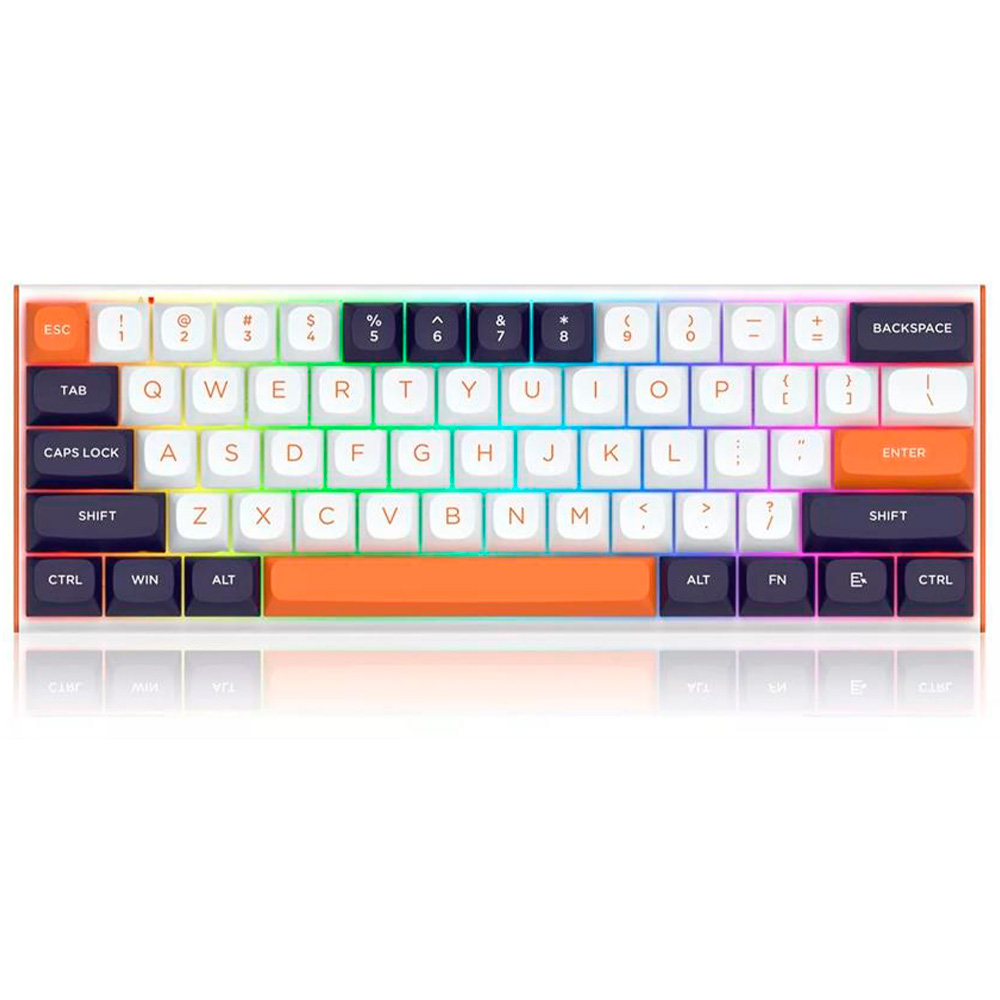 ESC ! 1 @ 2 # 3 $ 4 % 5 ^ 6 & 7 * 8 ( 9 ) 0 — − + = BACKSPACE
TAB Q W E R T Y U I O P { [ } ] | \
CAPS LOCK A S D F G H J K L : ; " ' ENTER
SHIFT Z X C V B N M < , > . ? / SHIFT
CTRL WIN ALT ALT FN CTRL